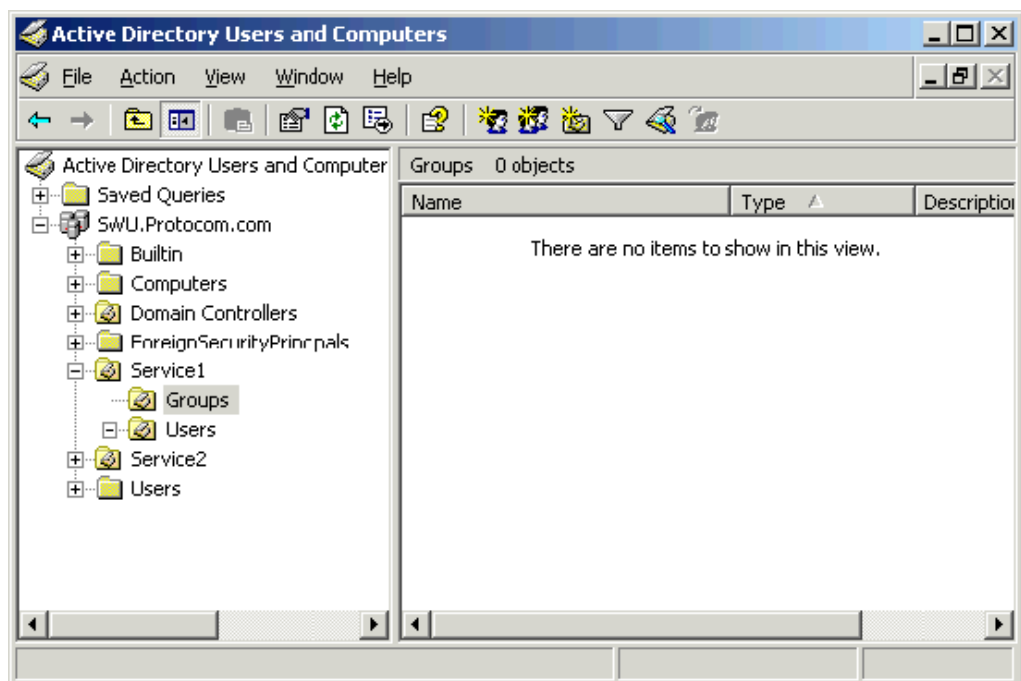 Active Directory Users and Computers
File Action View Window Help
Active Directory Users and Computer
Saved Queries
SWU.Protocom.com
Builtin
Computers
Domain Controllers
ForeignSecurityPrincpals
Service1
Groups
Users
Service2
Users
Groups 0 objects
Name Type Description
There are no items to show in this view.